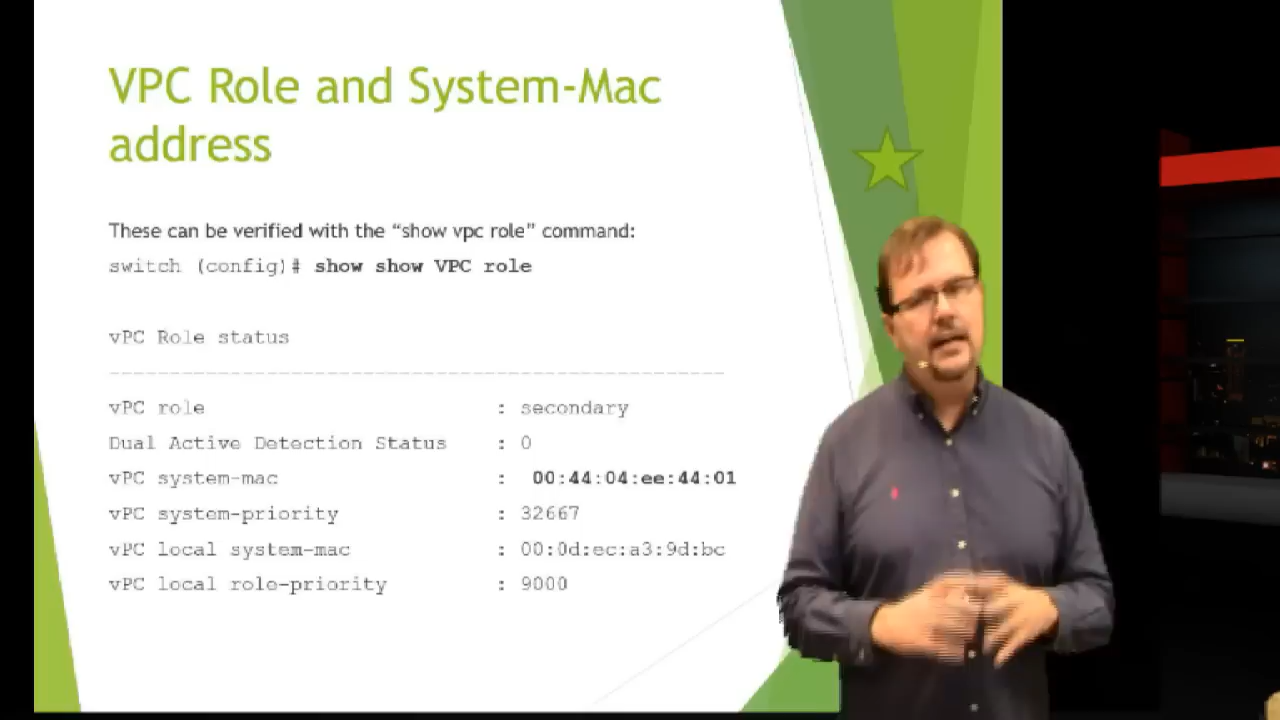 VPC Role and System-Mac
address
These can be verified with the “show vpc role” command:
switch (config)# show show VPC role
vPC Role status
---------------------------------------------------
vPC role : secondary
Dual Active Detection Status : 0
vPC system-mac : 00:44:04:ee:44:01
vPC system-priority : 32667
vPC local system-mac : 00:0d:ec:a3:9d:bc
vPC local role-priority : 9000